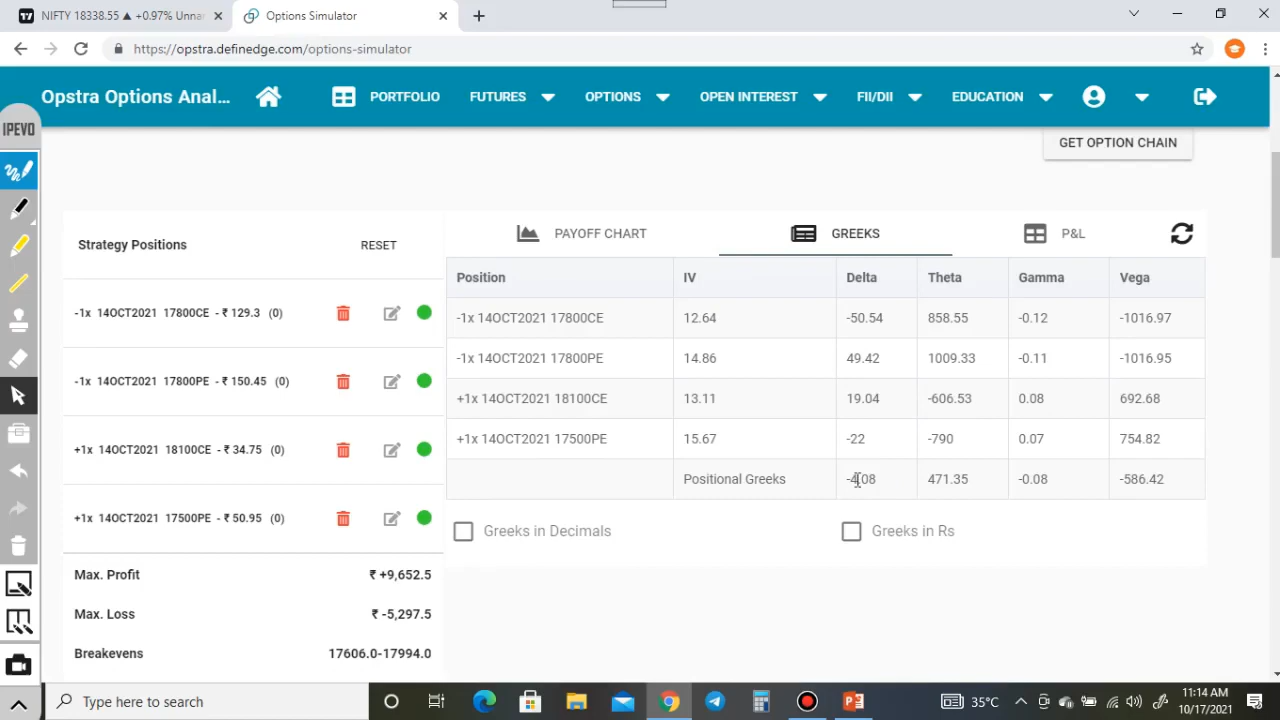 NIFTY 18338.55 ▲ +0.97% Unnar
Options Simulator
https://opstra.definedge.com/options-simulator
Opstra Options Anal...
PORTFOLIO
FUTURES
OPTIONS
OPEN INTEREST
FII/DII
EDUCATION
IPEVO
GET OPTION CHAIN
Strategy Positions
RESET
-1x 14OCT2021 17800CE - ₹ 129.3 (0)
-1x 14OCT2021 17800PE - ₹ 150.45 (0)
+1x 14OCT2021 18100CE - ₹ 34.75 (0)
+1x 14OCT2021 17500PE - ₹ 50.95 (0)
Max. Profit ₹ +9,652.5
Max. Loss ₹ -5,297.5
Breakevens 17606.0-17994.0
PAYOFF CHART
GREEKS
P&L
Position IV Delta Theta Gamma Vega
-1x 14OCT2021 17800CE 12.64 -50.54 858.55 -0.12 -1016.97
-1x 14OCT2021 17800PE 14.86 49.42 1009.33 -0.11 -1016.95
+1x 14OCT2021 18100CE 13.11 19.04 -606.53 0.08 692.68
+1x 14OCT2021 17500PE 15.67 -22 -790 0.07 754.82
Positional Greeks -4.08 471.35 -0.08 -586.42
Greeks in Decimals
Greeks in Rs
Type here to search
35°C
11:14 AM
10/17/2021